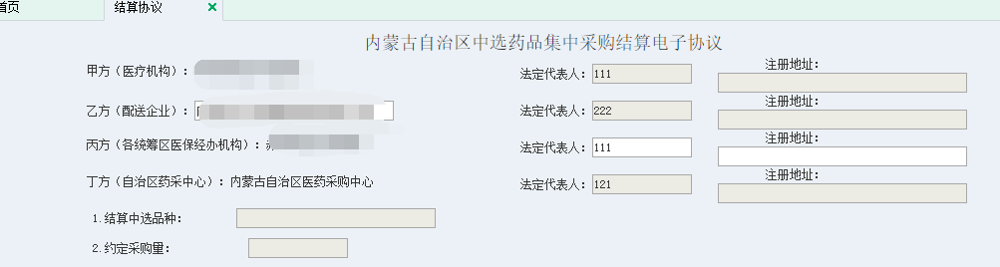 首页 结算协议
内蒙古自治区中选药品集中采购结算电子协议
甲方（医疗机构）： 法定代表人：111 注册地址：
乙方（配送企业）： 法定代表人：222 注册地址：
丙方（各统筹区医保经办机构）： 法定代表人：111 注册地址：
丁方（自治区药采中心）：内蒙古自治区医药采购中心 法定代表人：121 注册地址：
1.结算中选品种：
2.约定采购量：